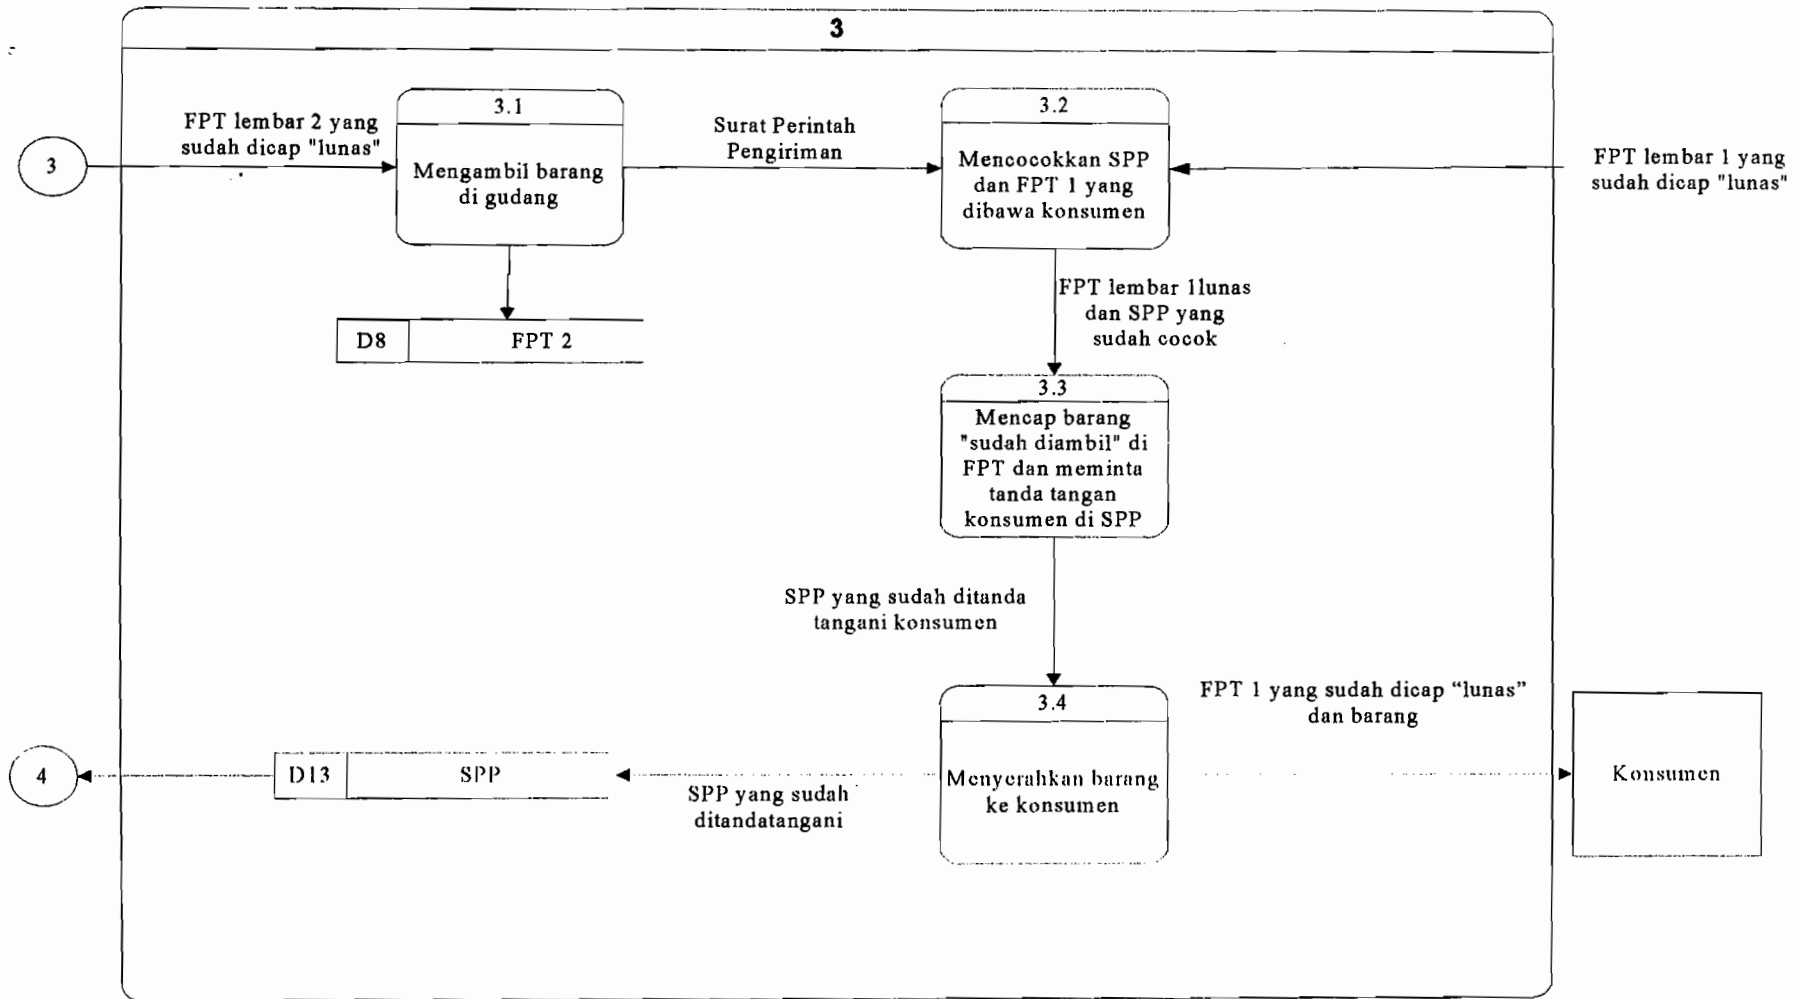 3
3
FPT lembar 2 yang
sudah dicap "lunas"
3.1
Mengambil barang
di gudang
Surat Perintah
Pengiriman
3.2
Mencocokkan SPP
dan FPT 1 yang
dibawa konsumen
FPT lembar 1 yang
sudah dicap "lunas"
D8
FPT 2
FPT lembar 1lunas
dan SPP yang
sudah cocok
3.3
Mencap barang
"sudah diambil" di
FPT dan meminta
tanda tangan
konsumen di SPP
SPP yang sudah ditanda
tangani konsumen
4
D13
SPP
SPP yang sudah
ditandatangani
3.4
Menyerahkan barang
ke konsumen
FPT 1 yang sudah dicap “lunas”
dan barang
Konsumen